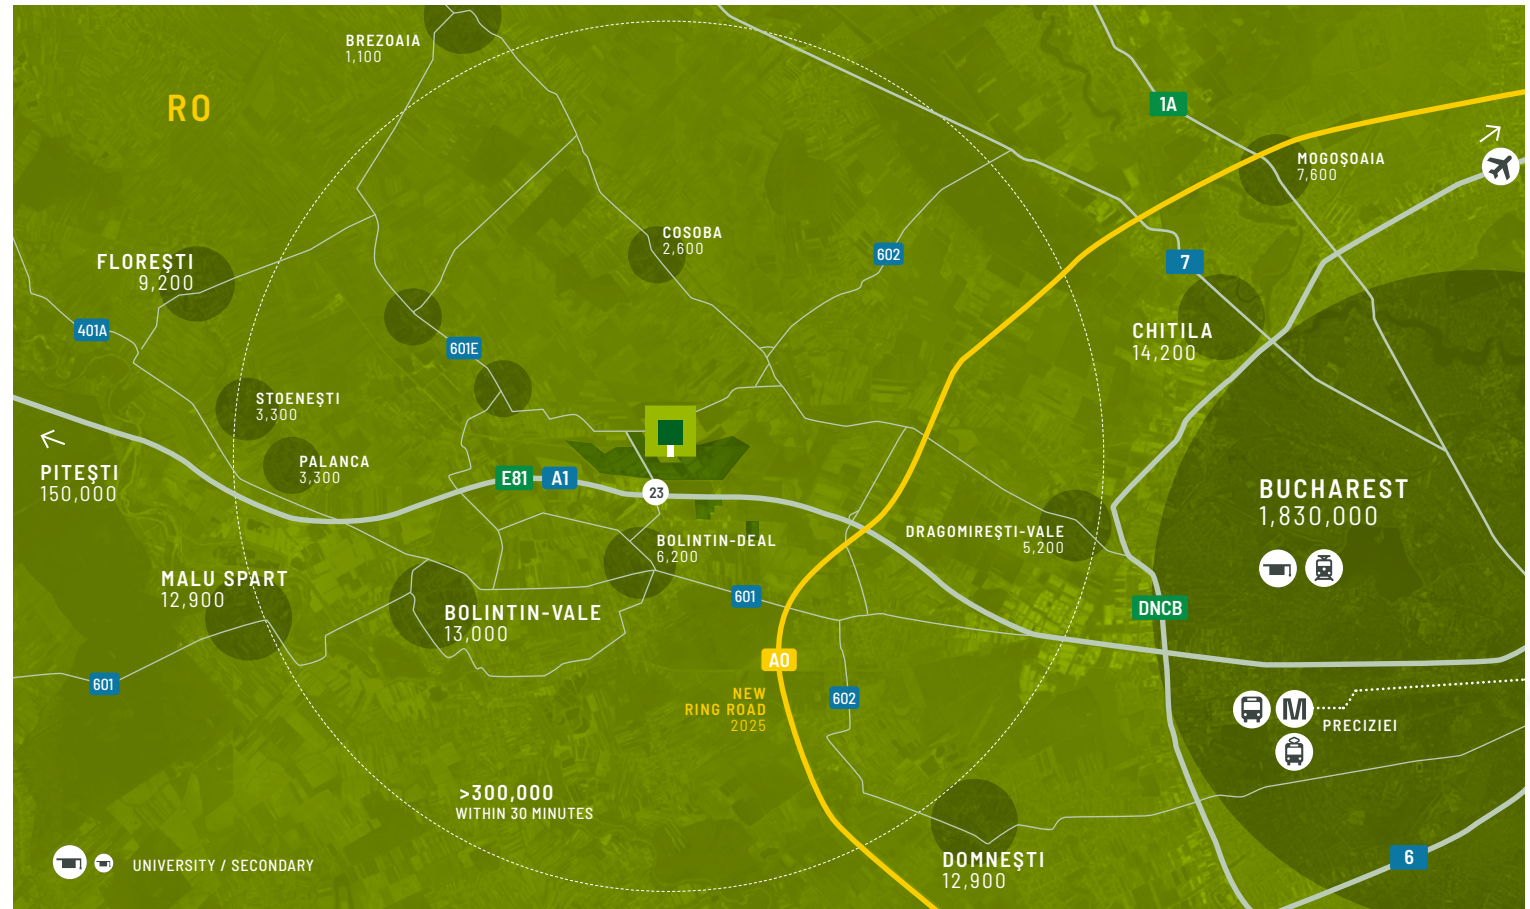 BREZOAIA
1,100
RO
1A
MOGOŞOAIA
7,600
COSOBA
2,600
602
7
FLOREŞTI
9,200
401A
601E
CHITILA
14,200
STOENEŞTI
3,300
PALANCA
3,300
PITEŞTI
150,000
E81
A1
23
BUCHAREST
1,830,000
DRAGOMIREŞTI-VALE
5,200
BOLINTIN-DEAL
6,200
MALU SPART
12,900
BOLINTIN-VALE
13,000
601
DNCB
A0
601
NEW
RING ROAD
2025
602
M
PRECIZIEI
>300,000
WITHIN 30 MINUTES
DOMNEŞTI
12,900
6
UNIVERSITY / SECONDARY